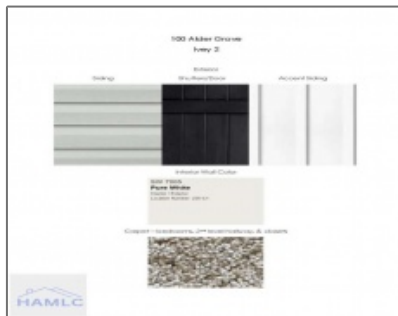 100 Alder Grove
Ivey 2
Exterior
Siding
Shutters/Door
Accent Siding
Interior Wall Color
Pure White
Carpet - bedrooms, 2nd level hallway, & closets
HAMLC